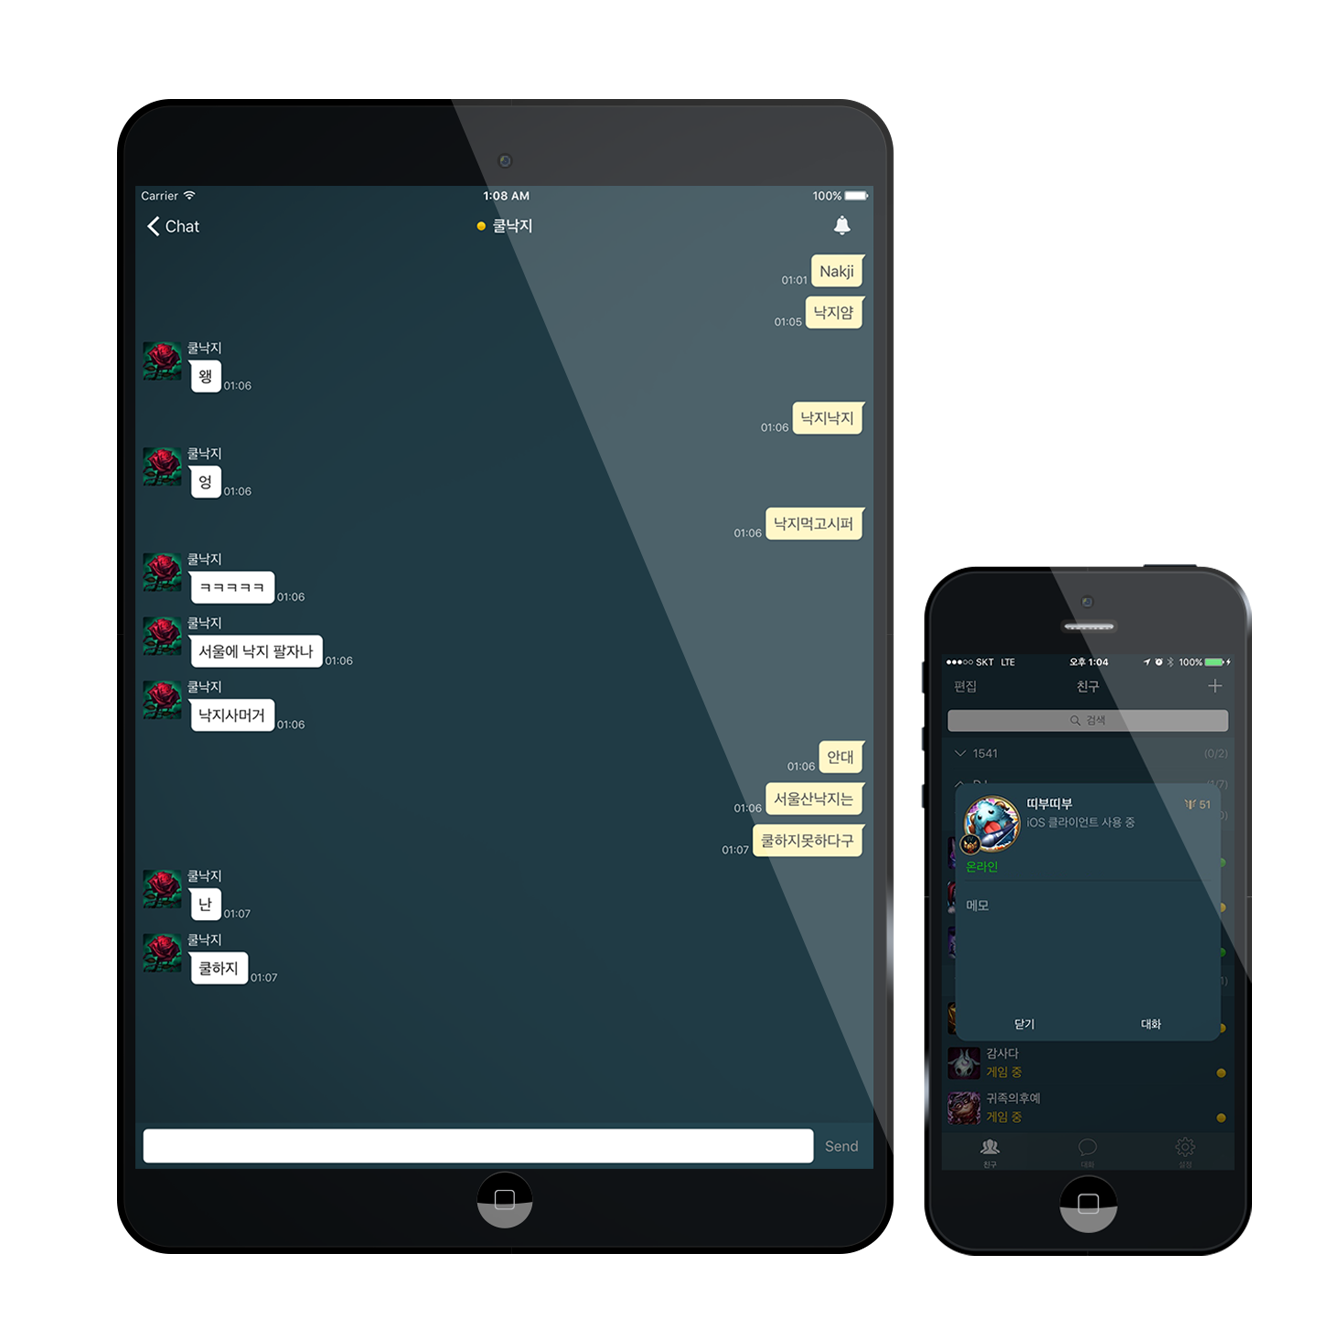 Carrier
1:08 AM
100%
Chat
쿨낙지
Nakji
01:01
낙지얌
01:05
쿨낙지
왱
01:06
낙지낙지
01:06
쿨낙지
엉
01:06
낙지먹고시퍼
01:06
쿨낙지
ㅋㅋㅋㅋㅋ
01:06
쿨낙지
서울에 낙지 팔자나
01:06
쿨낙지
낙지사머거
01:06
안대
01:06
서울산낙지는
01:06
쿨하지못하다구
01:07
쿨낙지
난
01:07
쿨낙지
쿨하지
01:07
Send
SKT LTE
오후 1:04
100%
편집
친구
검색
1541
(0/2)
띠부띠부
51
iOS 클라이언트 사용 중
온라인
메모
닫기
대화
감사다
게임 중
귀족의후예
게임 중
친구
대화
설정